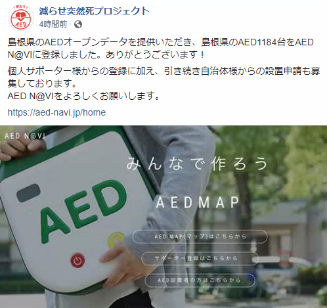 減らせ突然死プロジェクト
4時間前
島根県のAEDオープンデータを提供いただき、島根県のAED1184台をAED
N@VIに登録しました。ありがとうございます！
個人サポーター様からの登録に加え、引き続き自治体様からの設置申請も募
集しております。
AED N@VIをよろしくお願いします。
https://aed-navi.jp/home
AED N@VI
みんなで作ろう
AEDMAP
AED MAP(マップ)はこちらから
サポーター登録はこちらから
AED設置者の方はこちらから
AED